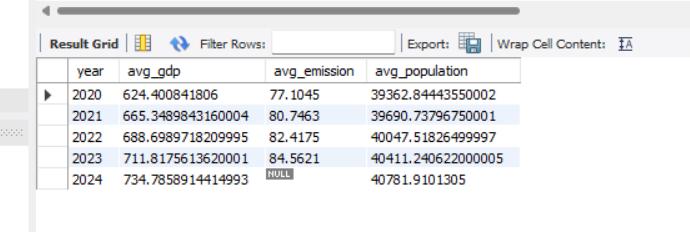 Result Grid Filter Rows: Export: Wrap Cell Content: IA
year avg_gdp avg_emission avg_population
2020 624.400841806 77.1045 39362.84443550002
2021 665.3489843160004 80.7463 39690.73796750001
2022 688.6989718209995 82.4175 40047.51826499997
2023 711.8175613620001 84.5621 40411.240622000005
2024 734.7858914414993 NULL 40781.9101305